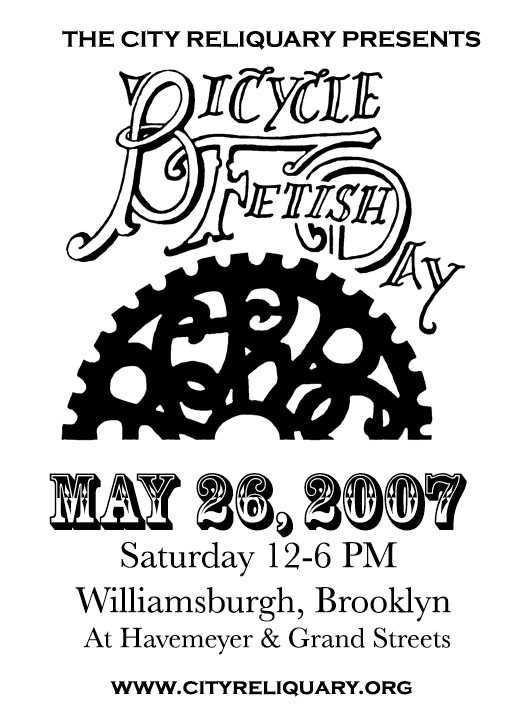 THE CITY RELIQUARY PRESENTS
BICYCLE
FETISH
DAY
MAY 26, 2007
Saturday 12-6 PM
Williamsburgh, Brooklyn
At Havemeyer & Grand Streets
WWW.CITYRELIQUARY.ORG